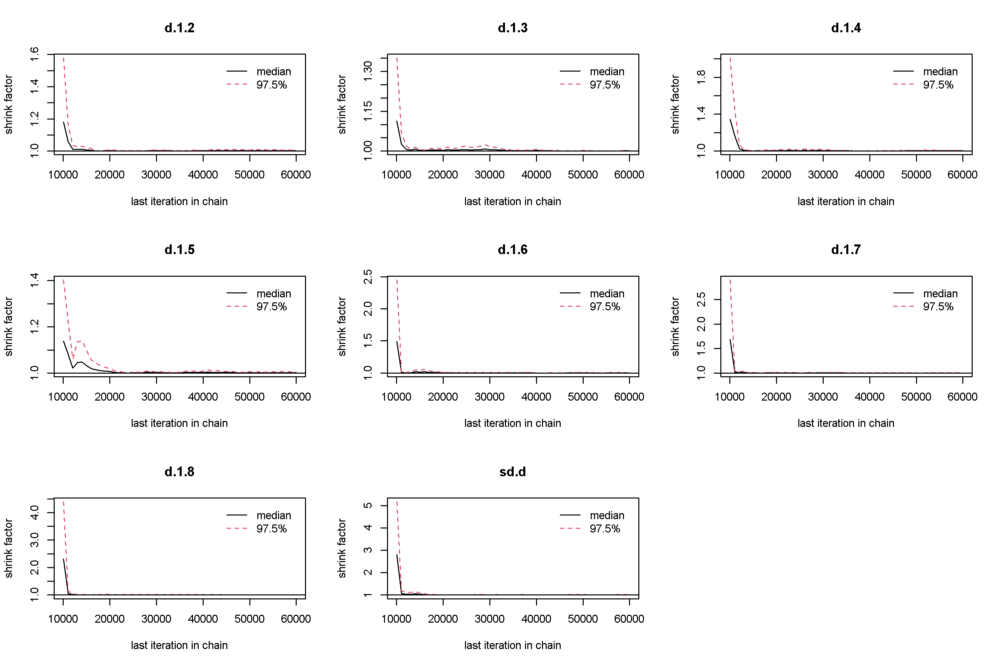 d.1.2
shrink factor
1.0 1.2 1.4 1.6
median
97.5%
10000 20000 30000 40000 50000 60000
last iteration in chain
d.1.3
shrink factor
1.00 1.15 1.30
median
97.5%
10000 20000 30000 40000 50000 60000
last iteration in chain
d.1.4
shrink factor
1.0 1.4 1.8
median
97.5%
10000 20000 30000 40000 50000 60000
last iteration in chain
d.1.5
shrink factor
1.0 1.2 1.4
median
97.5%
10000 20000 30000 40000 50000 60000
last iteration in chain
d.1.6
shrink factor
1.0 1.5 2.0 2.5
median
97.5%
10000 20000 30000 40000 50000 60000
last iteration in chain
d.1.7
shrink factor
1.0 1.5 2.0 2.5
median
97.5%
10000 20000 30000 40000 50000 60000
last iteration in chain
d.1.8
shrink factor
1.0 2.0 3.0 4.0
median
97.5%
10000 20000 30000 40000 50000 60000
last iteration in chain
sd.d
shrink factor
1 2 3 4 5
median
97.5%
10000 20000 30000 40000 50000 60000
last iteration in chain